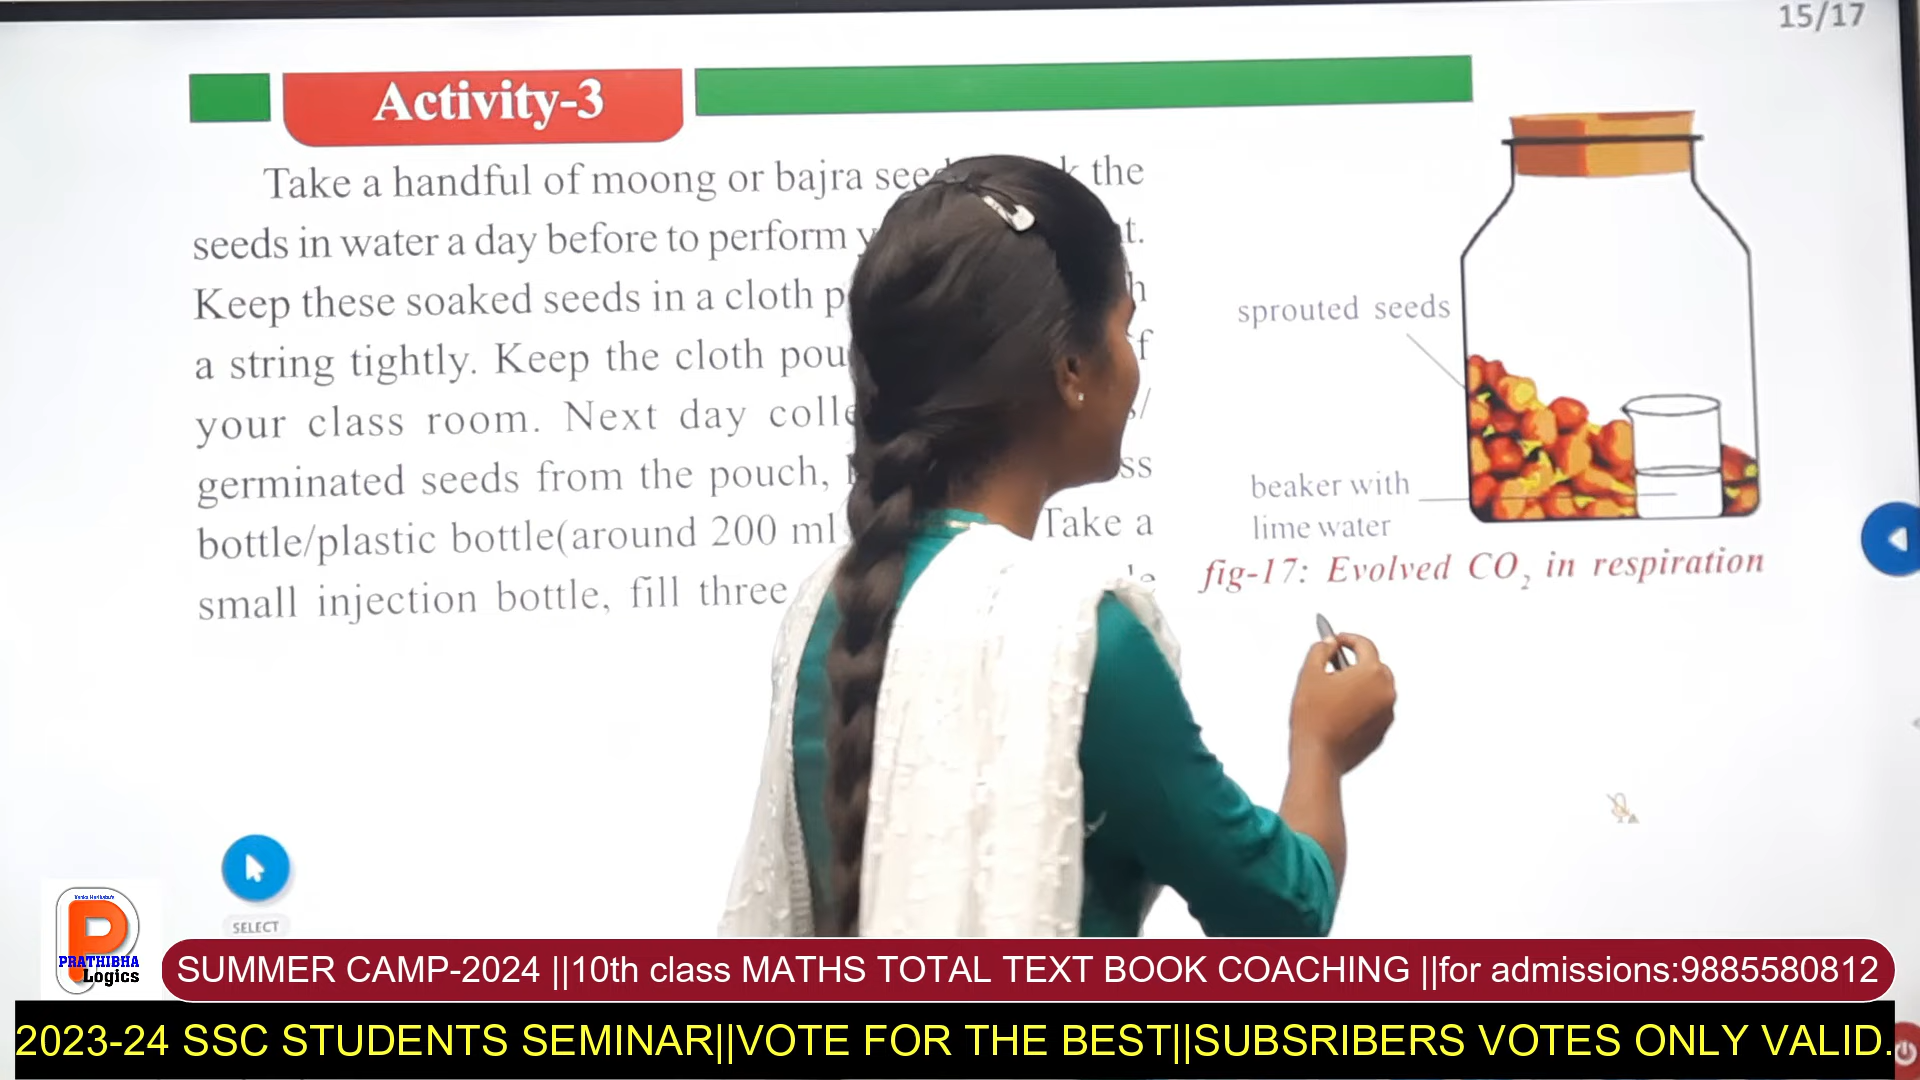 15/17
Activity-3
Take a handful of moong or bajra the
seeds in water a day before to perform
Keep these soaked seeds in a cloth
a string tightly. Keep the cloth
your class room. Next day
germinated seeds from the pouch,
bottle/plastic bottle(around 200 ml Take a
small injection bottle, fill three
sprouted seeds
beaker with
lime water
fig-17: Evolved CO2 in respiration
SELECT
PRATHIBHA
Logics
SUMMER CAMP-2024 ||10th class MATHS TOTAL TEXT BOOK COACHING ||for admissions:9885580812
2023-24 SSC STUDENTS SEMINAR||VOTE FOR THE BEST||SUBSRIBERS VOTES ONLY VALID.